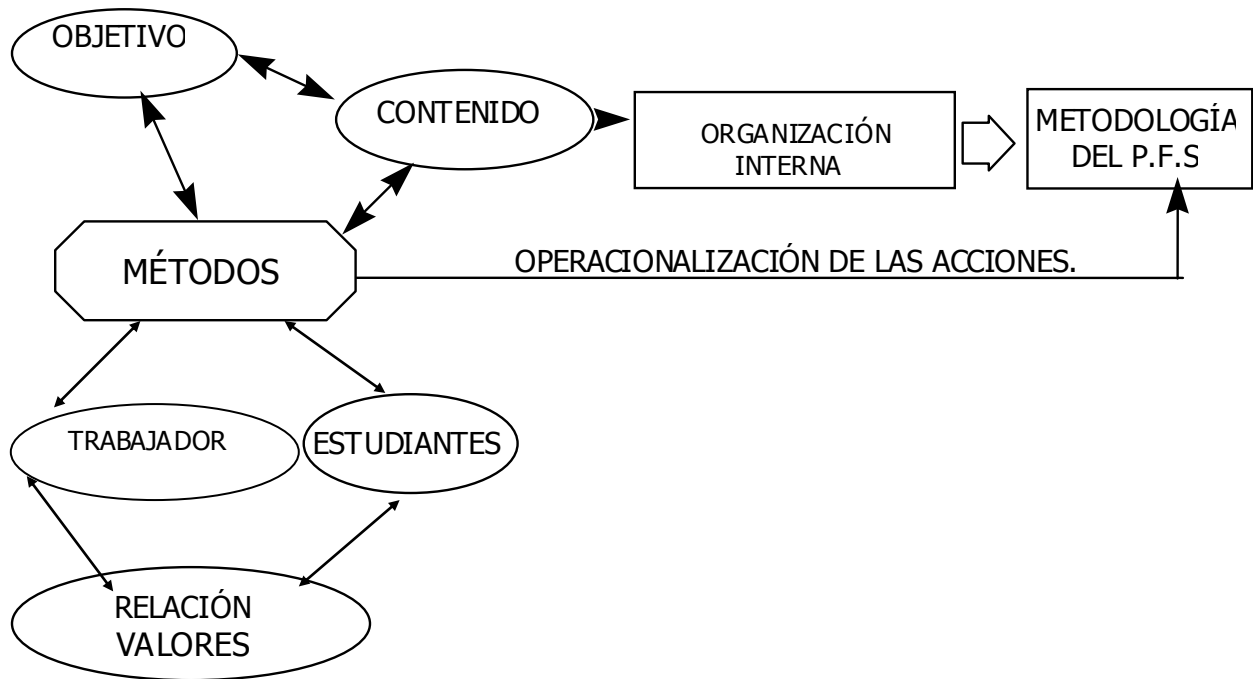 OBJETIVO
CONTENIDO
ORGANIZACIÓN
INTERNA
METODOLOGÍA
DEL P.F.S
MÉTODOS
OPERACIONALIZACIÓN DE LAS ACCIONES.
TRABAJADOR
ESTUDIANTES
RELACIÓN
VALORES